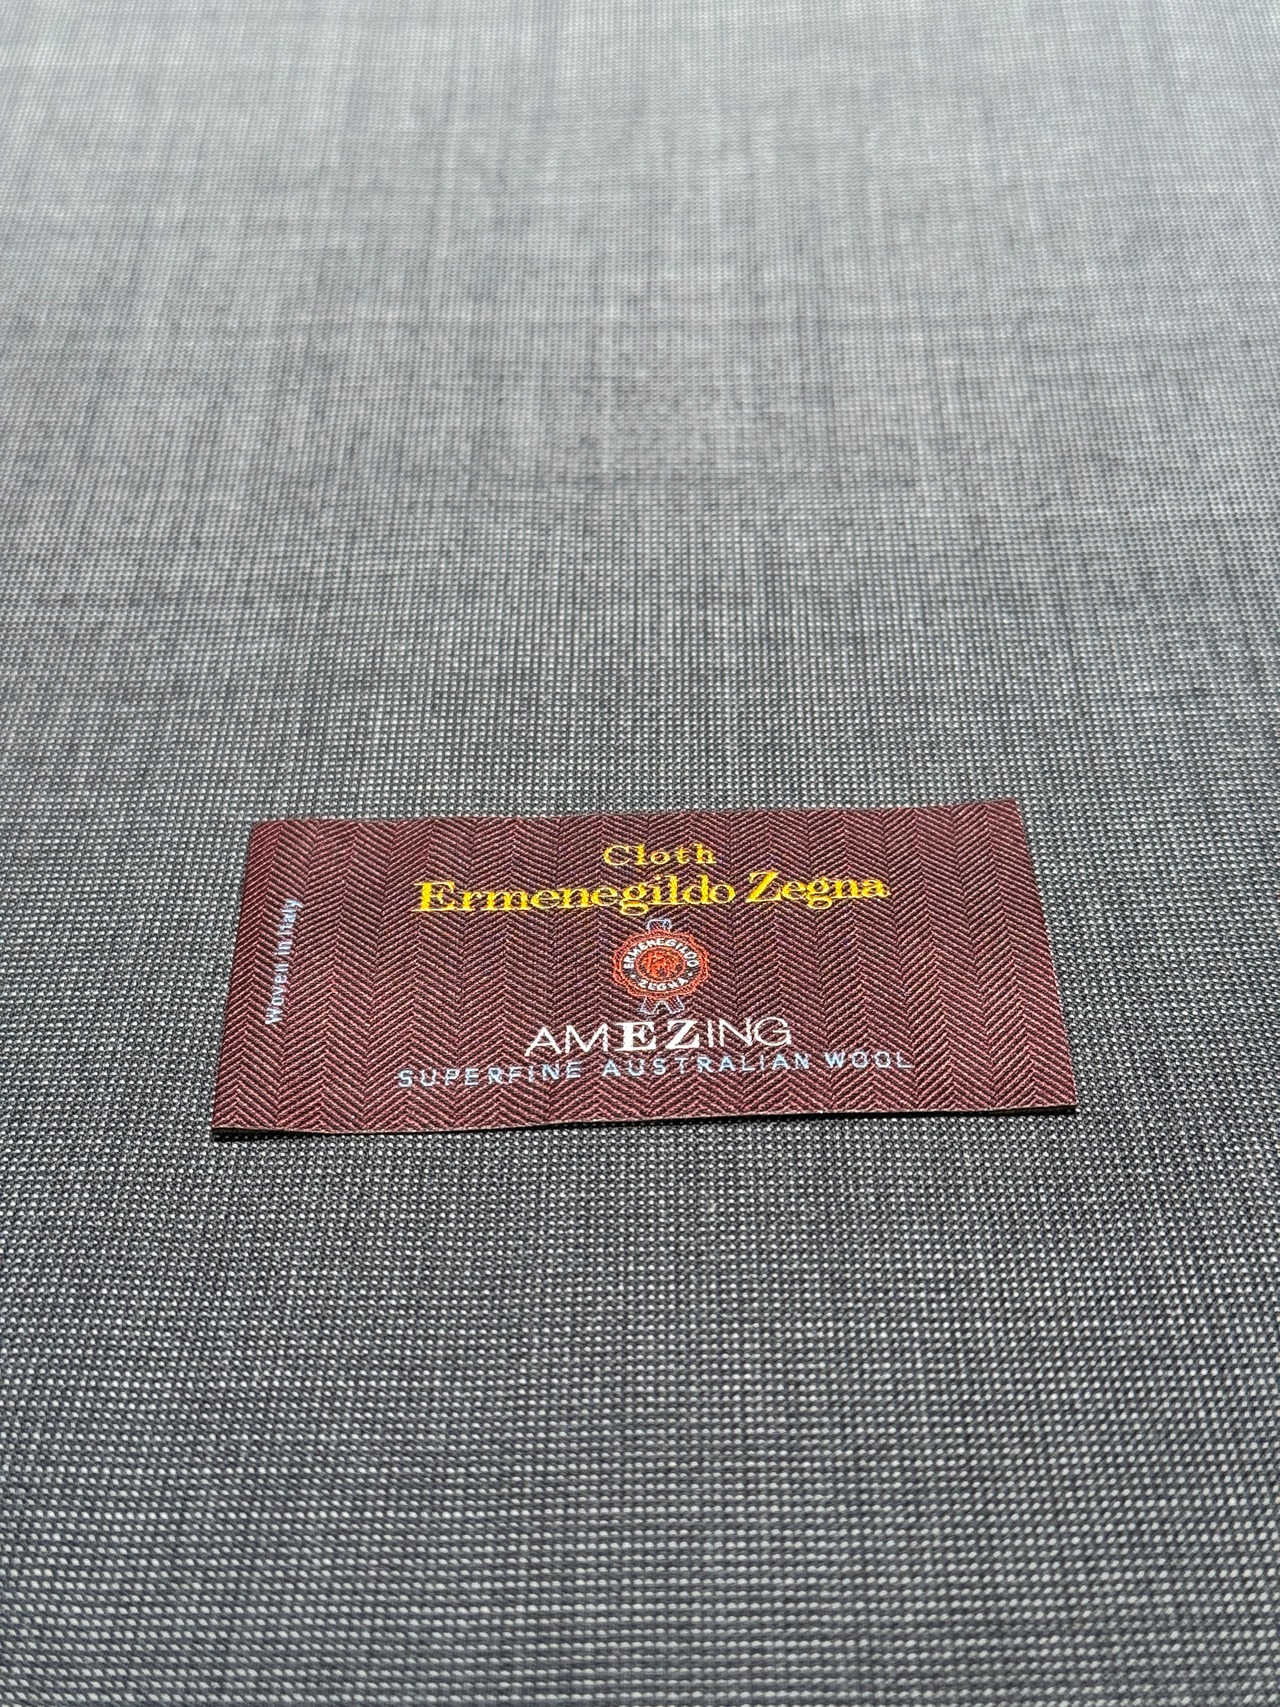 Cloth
Ermenegildo Zegna
ERMENEGILDO
ZEGNA
AMEZING
SUPERFINE AUSTRALIAN WOOL
Woven in Italy